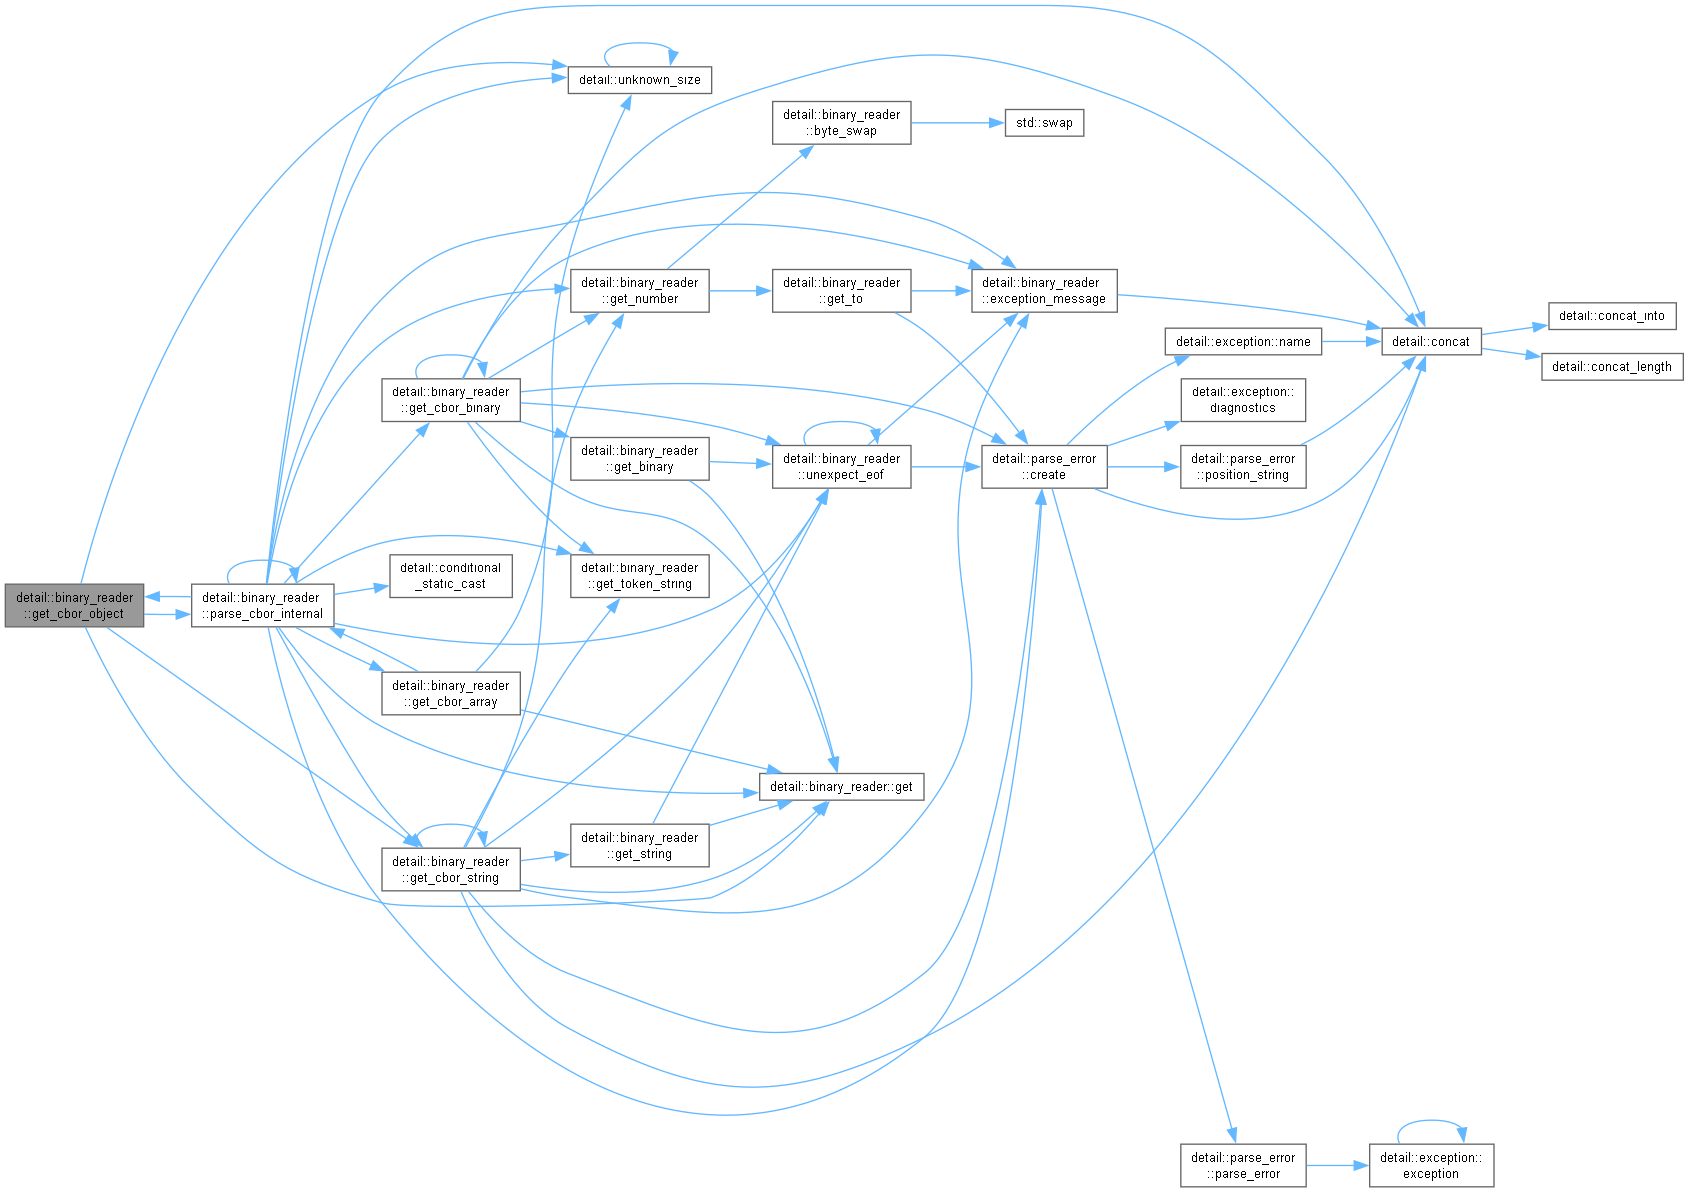 detail::unknown_size
detail::binary_reader
::byte_swap
std::swap
detail::binary_reader
::get_number
detail::binary_reader
::get_to
detail::binary_reader
::exception_message
detail::concat_into
detail::exception::name
detail::concat
detail::concat_length
detail::binary_reader
::get_cbor_binary
detail::exception::
diagnostics
detail::binary_reader
::get_binary
detail::binary_reader
::unexpect_eof
detail::parse_error
::create
detail::parse_error
::position_string
detail::conditional
_static_cast
detail::binary_reader
::get_token_string
detail::binary_reader
::get_cbor_object
detail::binary_reader
::parse_cbor_internal
detail::binary_reader
::get_cbor_array
detail::binary_reader::get
detail::binary_reader
::get_string
detail::binary_reader
::get_cbor_string
detail::parse_error
::parse_error
detail::exception::
exception